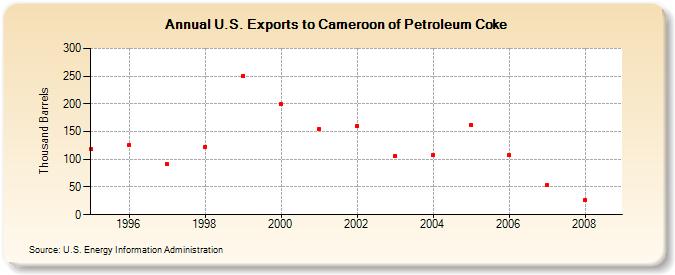 Annual U.S. Exports to Cameroon of Petroleum Coke
Thousand Barrels
300
250
200
150
100
50
0
1996 1998 2000 2002 2004 2006 2008
Source: U.S. Energy Information Administration